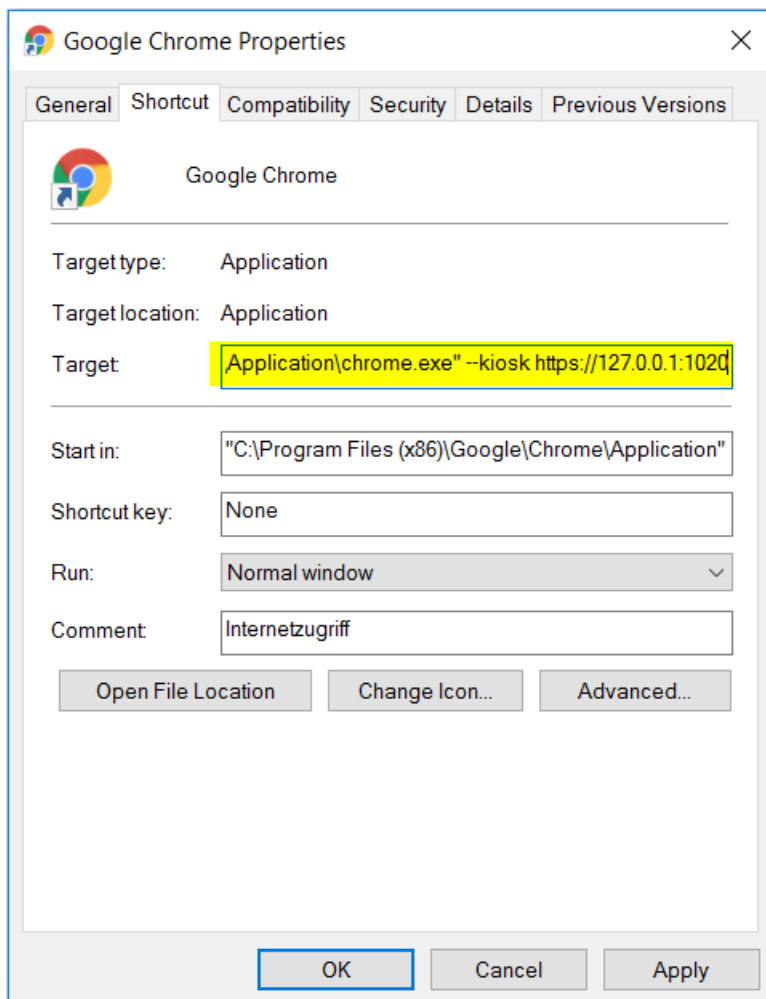 Google Chrome Properties
General Shortcut Compatibility Security Details Previous Versions
Google Chrome
Target type: Application
Target location: Application
Target: Application\chrome.exe" --kiosk https://127.0.0.1:1020
Start in: "C:\Program Files (x86)\Google\Chrome\Application"
Shortcut key: None
Run: Normal window
Comment: Internetzugriff
Open File Location Change Icon... Advanced...
OK Cancel Apply